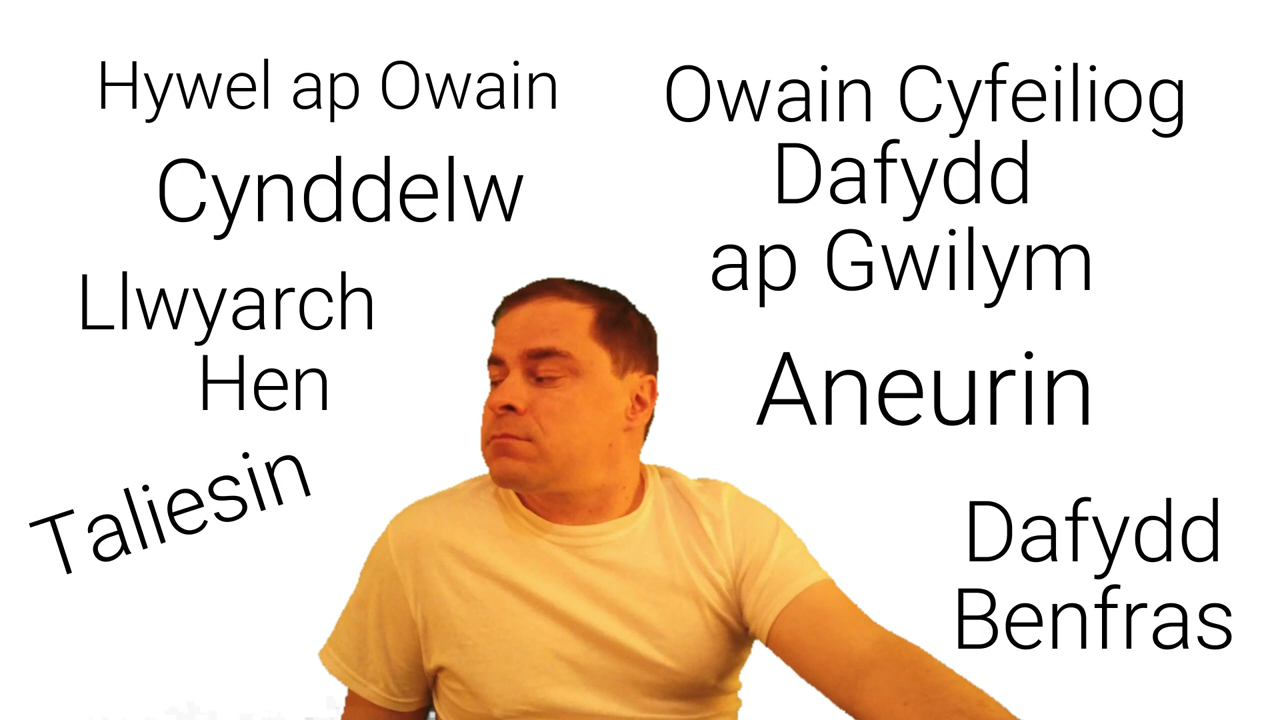 Hywel ap Owain
Cynddelw
Llwyarch
Hen
Taliesin
Owain Cyfeiliog
Dafydd
ap Gwilym
Aneurin
Dafydd
Benfras